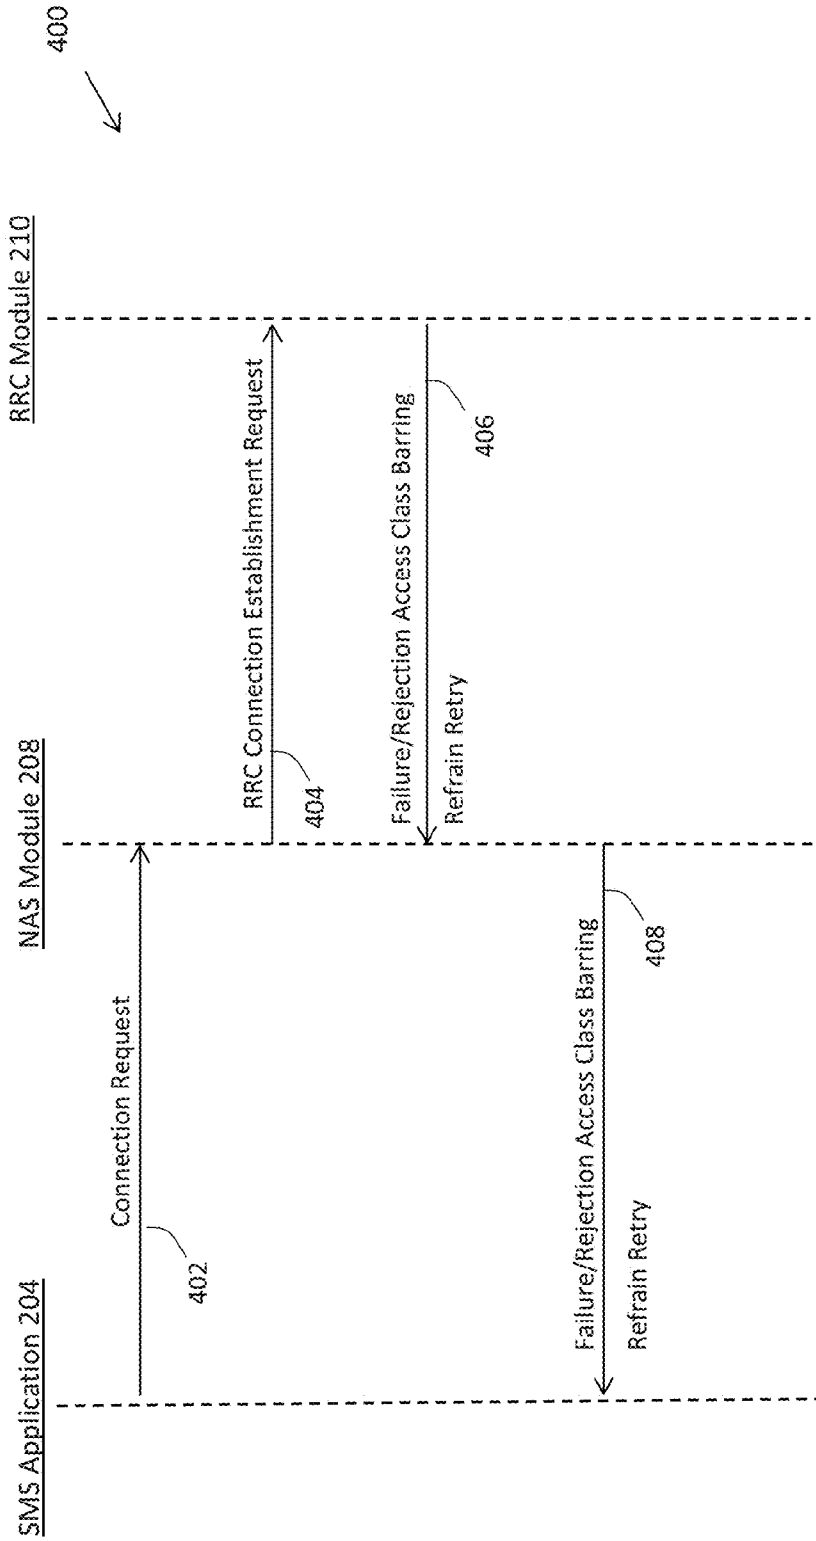 400
SMS Application 204
NAS Module 208
RRC Module 210
Connection Request
402
RRC Connection Establishment Request
404
Failure/Rejection Access Class Barring
406
Refrain Retry
Failure/Rejection Access Class Barring
408
Refrain Retry